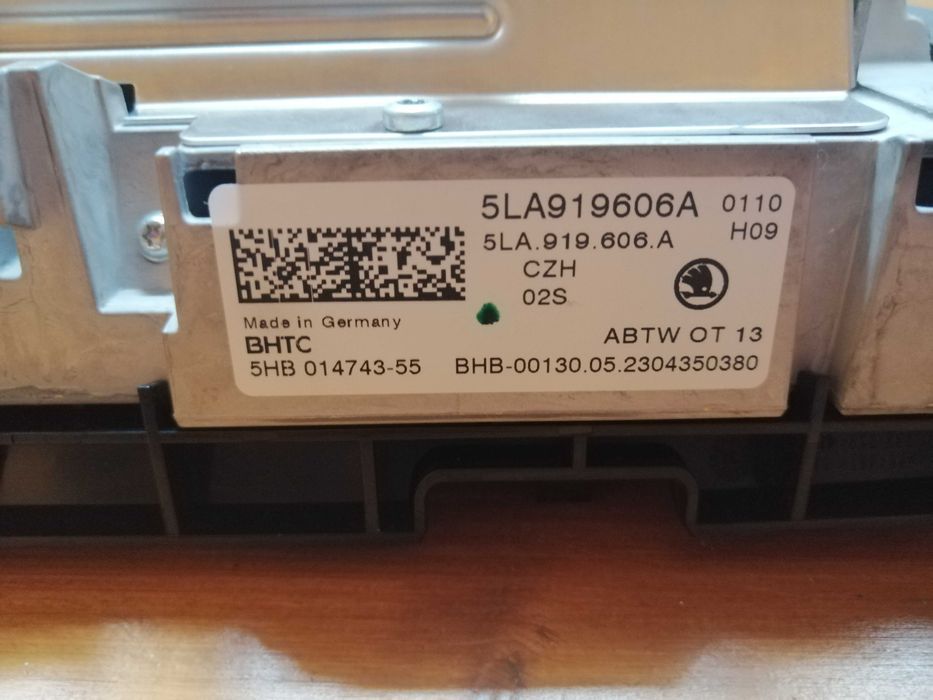 5LA919606A 0110
5LA.919.606.A H09
CZH
02S
Made in Germany
ABTW OT 13
BHTC
5HB 014743-55 BHB-00130.05.2304350380